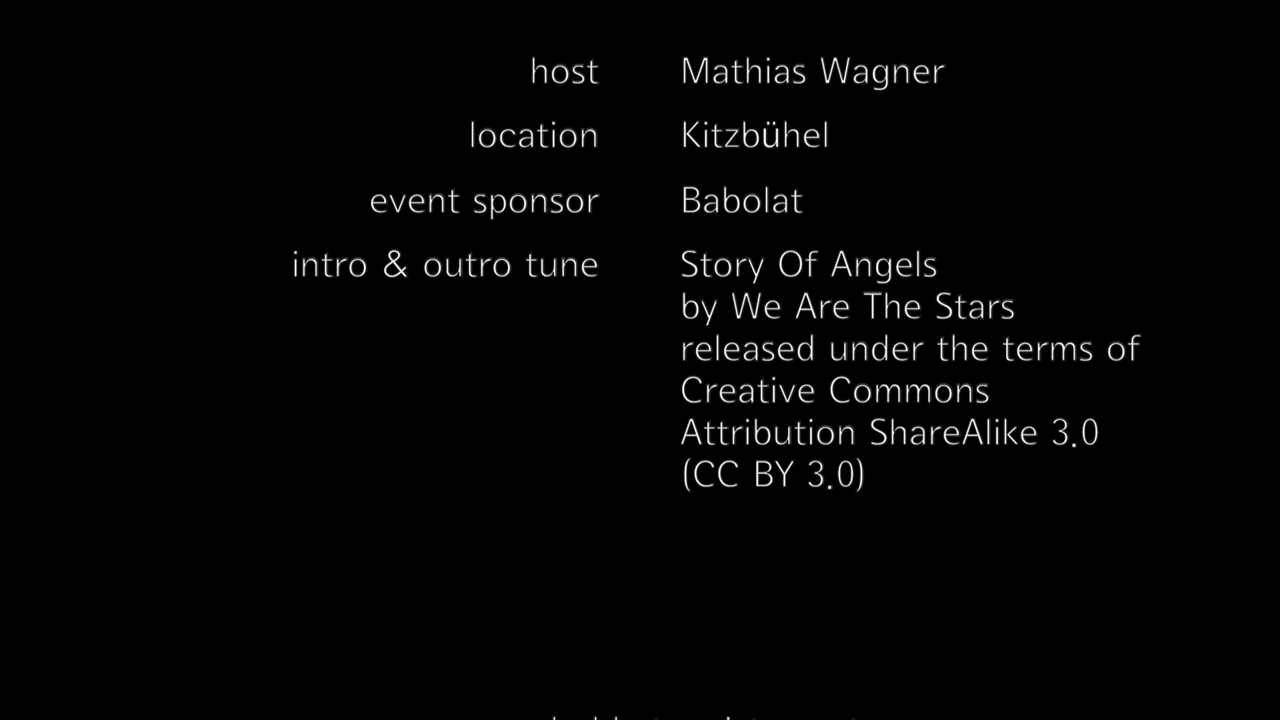 host Mathias Wagner
location Kitzbühel
event sponsor Babolat
intro & outro tune Story Of Angels
by We Are The Stars
released under the terms of
Creative Commons
Attribution ShareAlike 3.0
(CC BY 3.0)